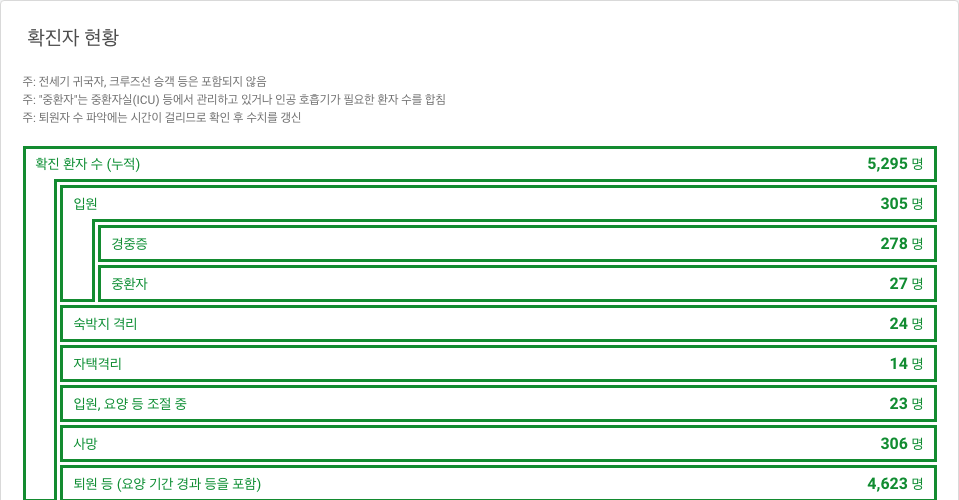 확진자 현황
주: 전세기 귀국자, 크루즈선 승객 등은 포함되지 않음
주: "중환자"는 중환자실(ICU) 등에서 관리하고 있거나 인공 호흡기가 필요한 환자 수를 합침
주: 퇴원자 수 파악에는 시간이 걸리므로 확인 후 수치를 갱신
확진 환자 수 (누적) 5,295 명
입원 305 명
경중증 278 명
중환자 27 명
숙박지 격리 24 명
자택격리 14 명
입원, 요양 등 조절 중 23 명
사망 306 명
퇴원 등 (요양 기간 경과 등을 포함) 4,623 명